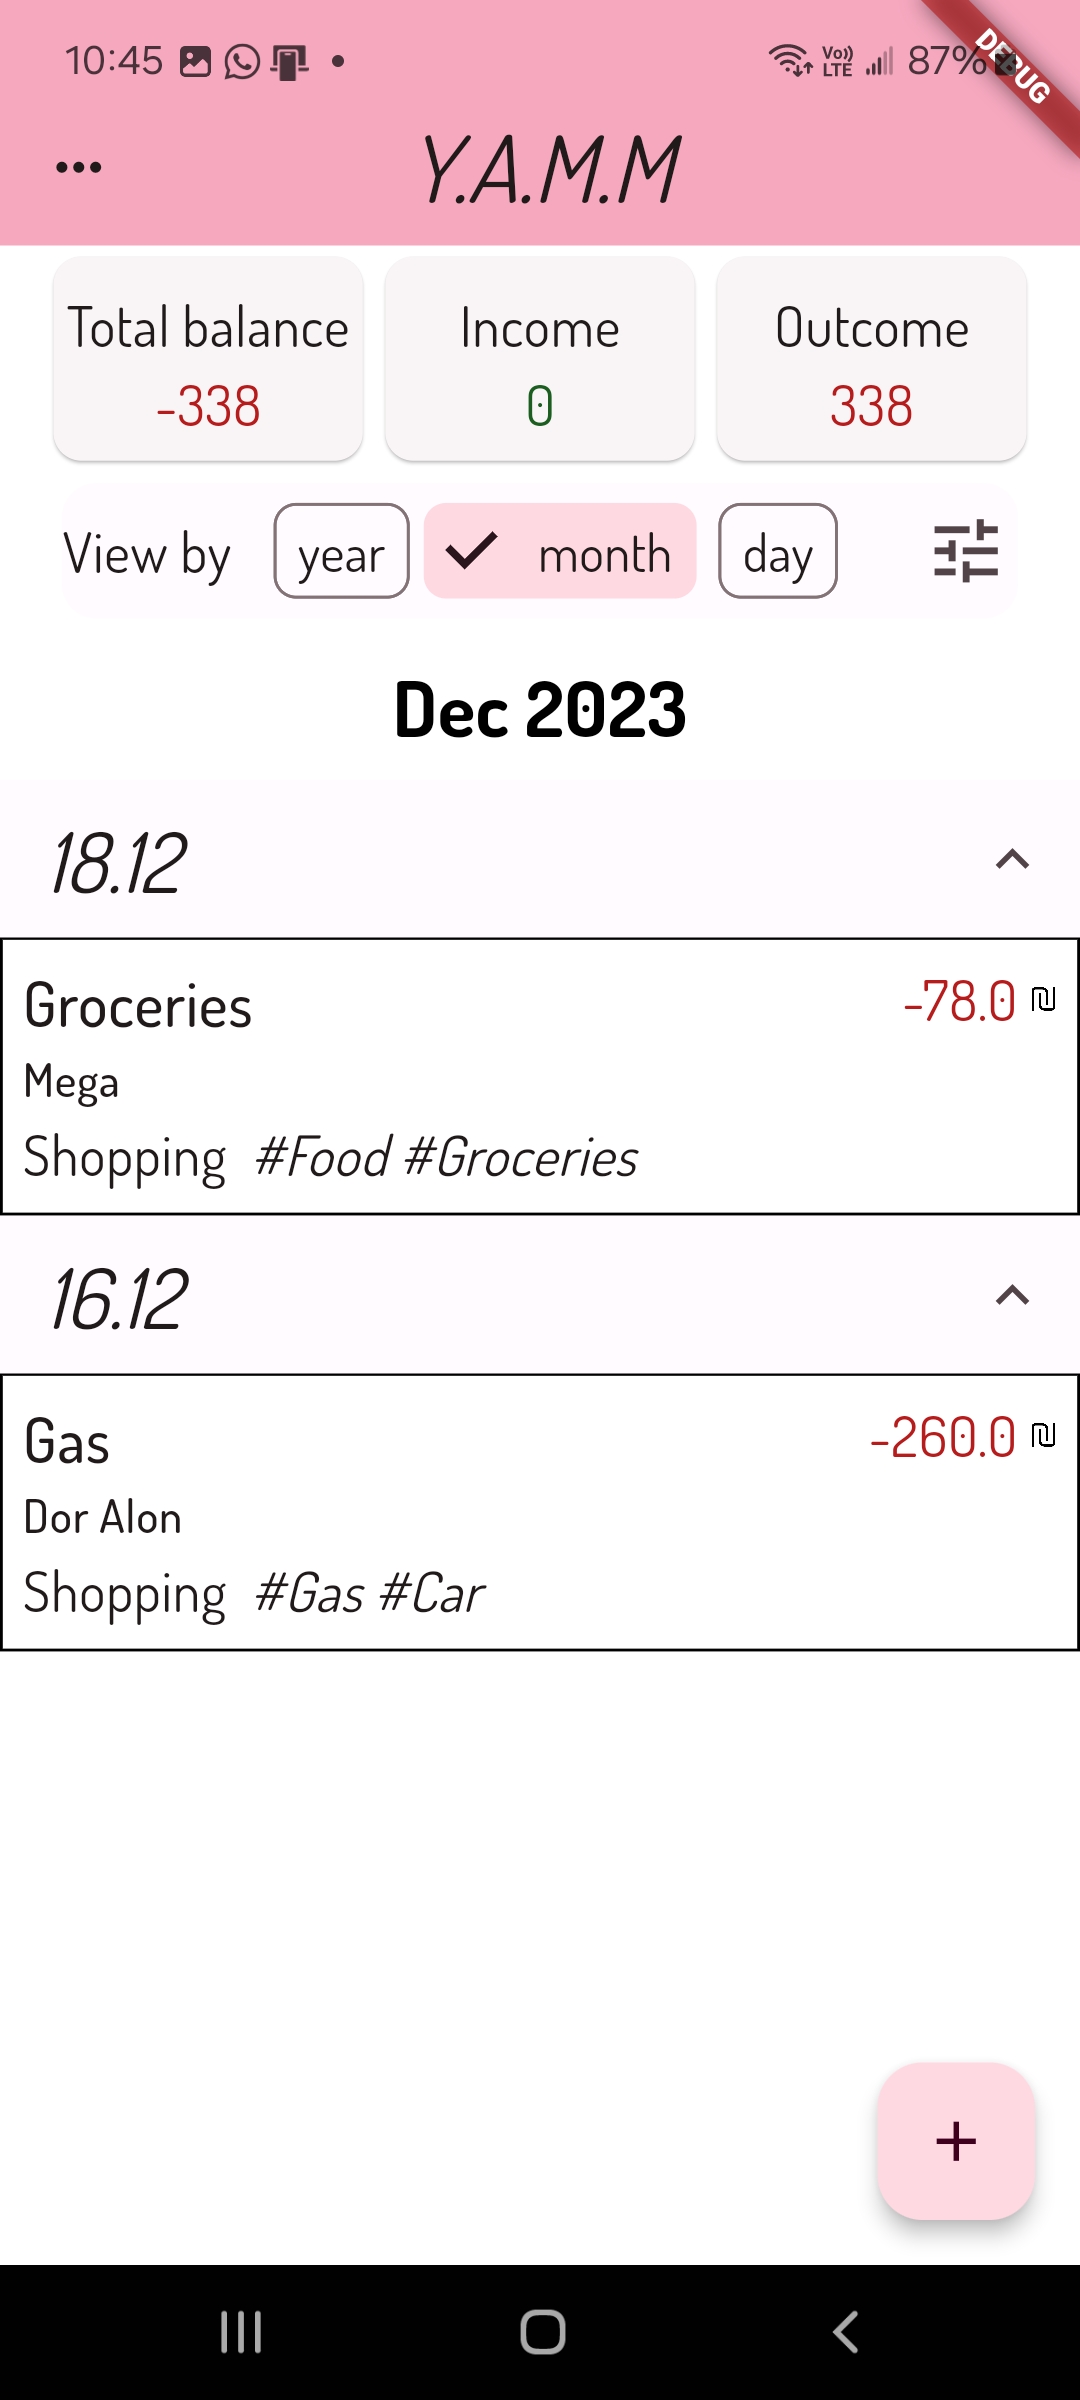 10:45 Vo)) LTE 87%
DEBUG
Y.A.M.M
Total balance Income Outcome
-338 0 338
View by year month day
Dec 2023
18.12
Groceries -78.0 ₪
Mega
Shopping #Food #Groceries
16.12
Gas -260.0 ₪
Dor Alon
Shopping #Gas #Car